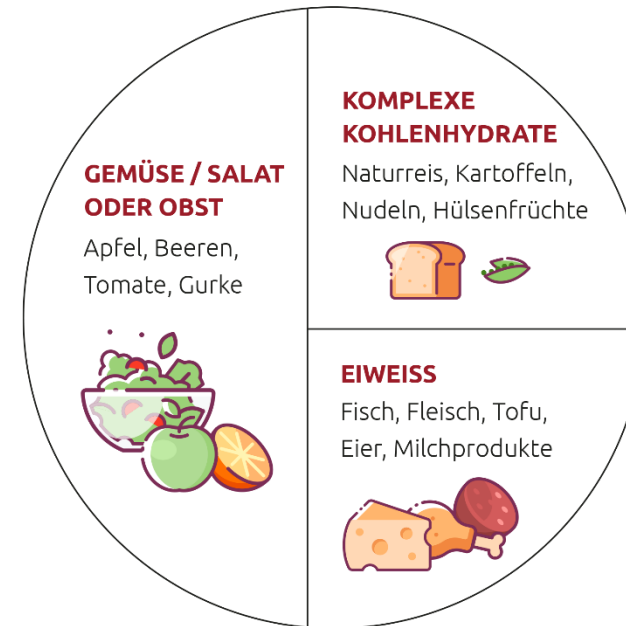 GEMÜSE / SALAT
ODER OBST
Apfel, Beeren,
Tomate, Gurke
KOMPLEXE
KOHLENHYDRATE
Naturreis, Kartoffeln,
Nudeln, Hülsenfrüchte
EIWEISS
Fisch, Fleisch, Tofu,
Eier, Milchprodukte